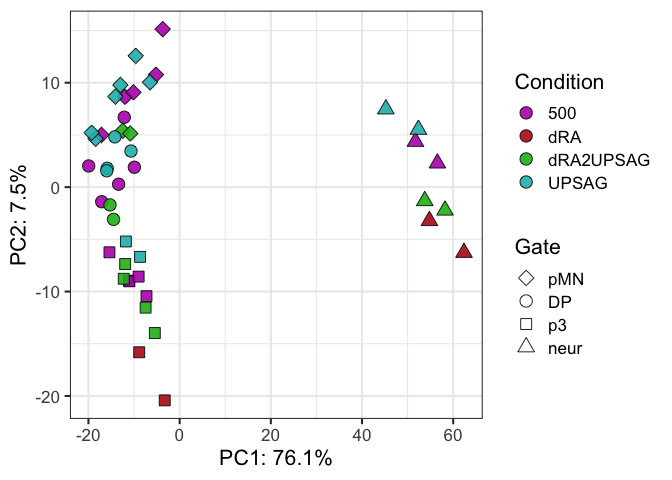 10
0
-10
-20
-20
0
20
40
60
PC1: 76.1%
PC2: 7.5%
Condition
500
dRA
dRA2UPSAG
UPSAG
Gate
pMN
DP
p3
neur